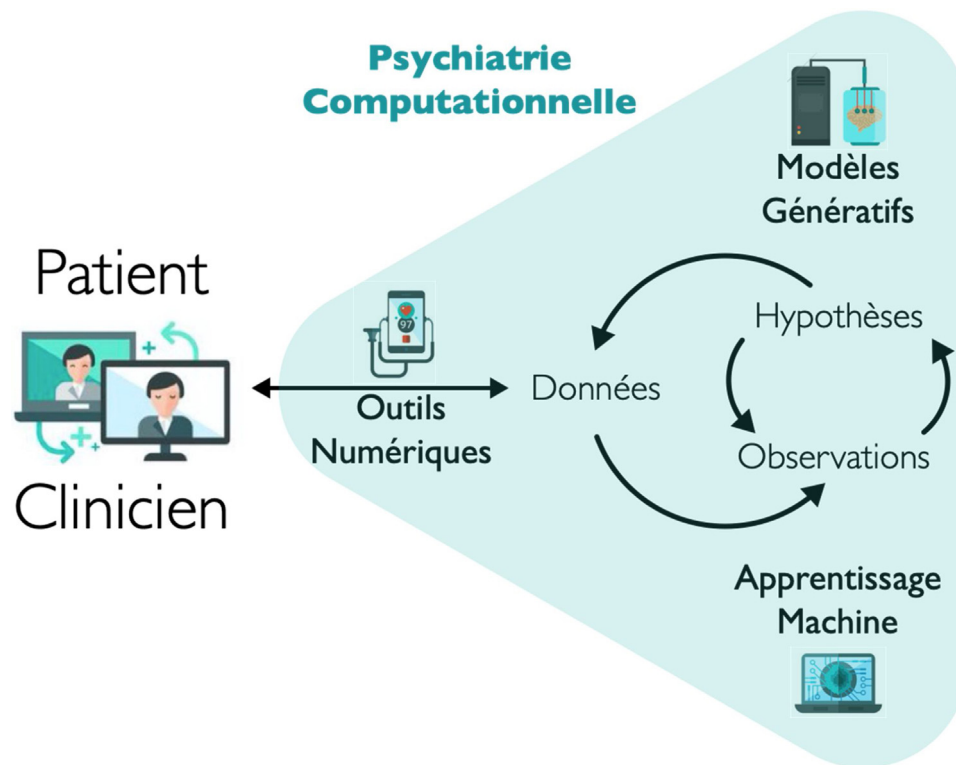 Psychiatrie
Computationnelle
Modèles
Génératifs
Patient
Hypothèses
97
Données
Outils
Numériques
Observations
Clinicien
Apprentissage
Machine